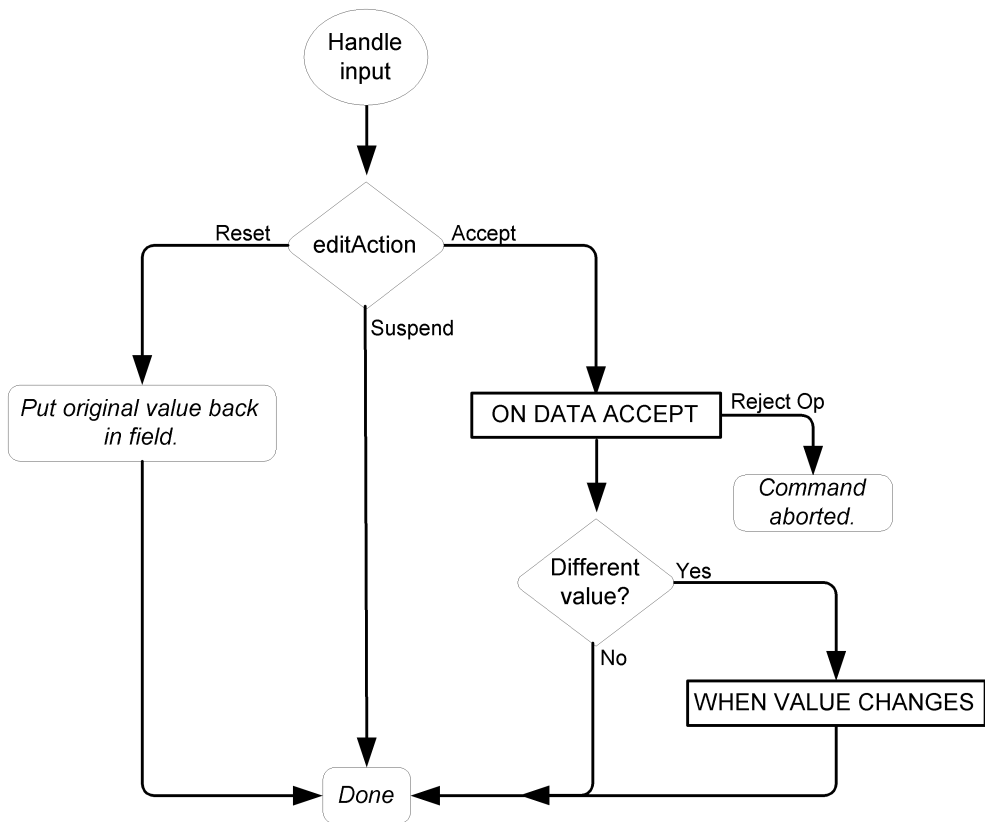 Handle
input
Reset
editAction
Accept
Suspend
Put original value back
in field.
ON DATA ACCEPT
Reject Op
Command
aborted.
Different
value?
Yes
No
WHEN VALUE CHANGES
Done